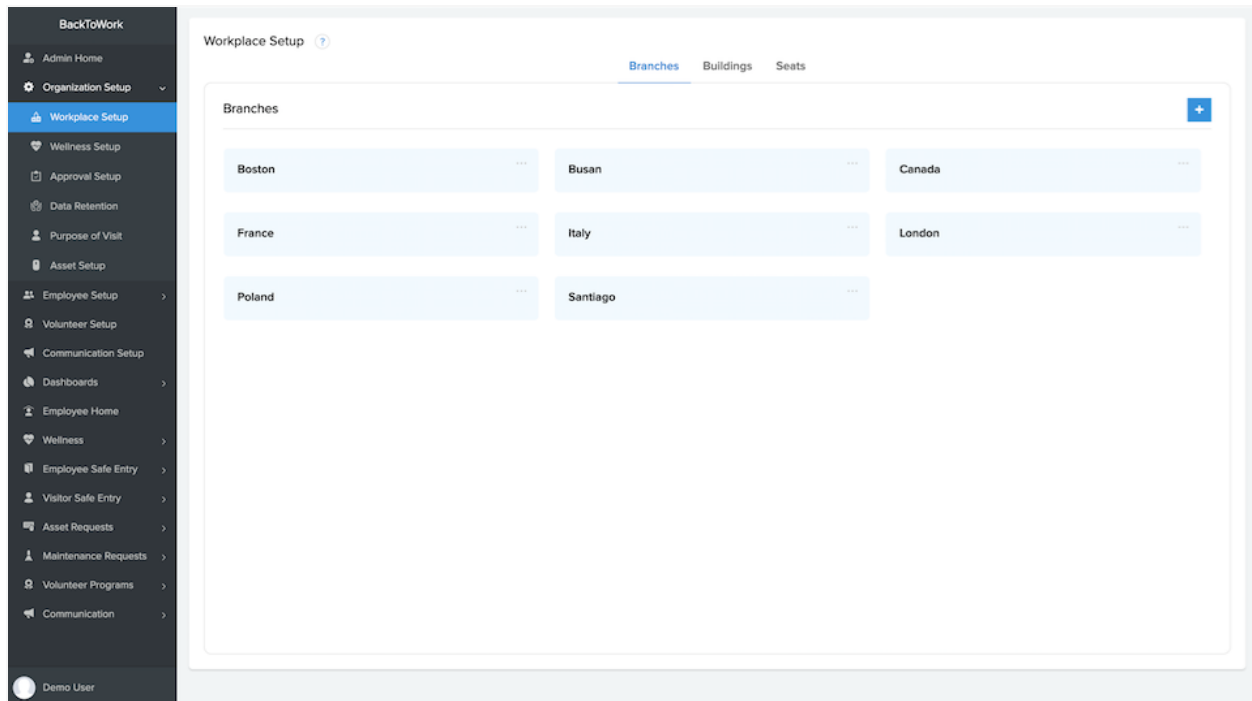 BackToWork
Admin Home
Organization Setup
Workplace Setup
Wellness Setup
Approval Setup
Data Retention
Purpose of Visit
Asset Setup
Employee Setup
Volunteer Setup
Communication Setup
Dashboards
Employee Home
Wellness
Employee Safe Entry
Visitor Safe Entry
Asset Requests
Maintenance Requests
Volunteer Programs
Communication
Demo User
Workplace Setup ?
Branches Buildings Seats
Branches
+
Boston Busan Canada
France Italy London
Poland Santiago